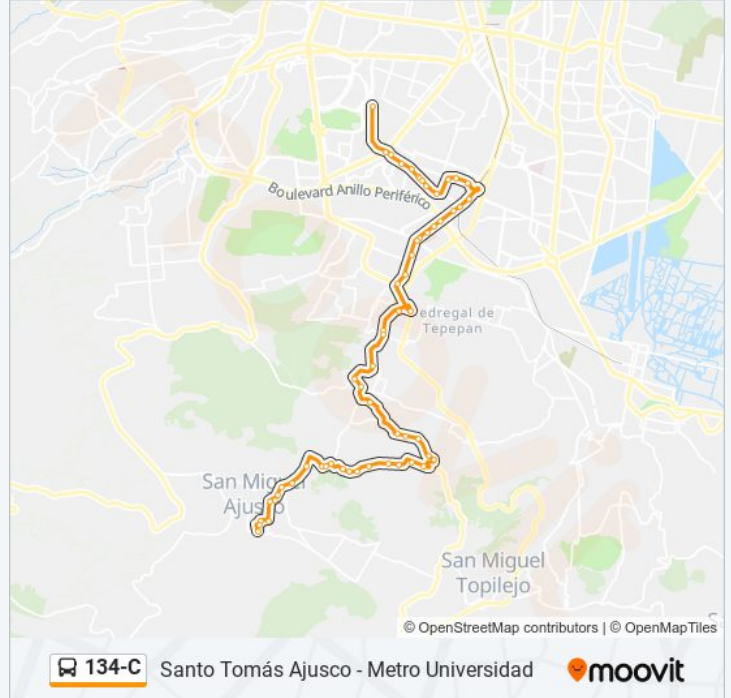 Boulevard Anillo Periférico
edregal de
Tepepan
San Miguel
Ajusco
San Miguel
Topilejo
© OpenStreetMap contributors | © OpenMapTiles
134-C Santo Tomás Ajusco - Metro Universidad moovit